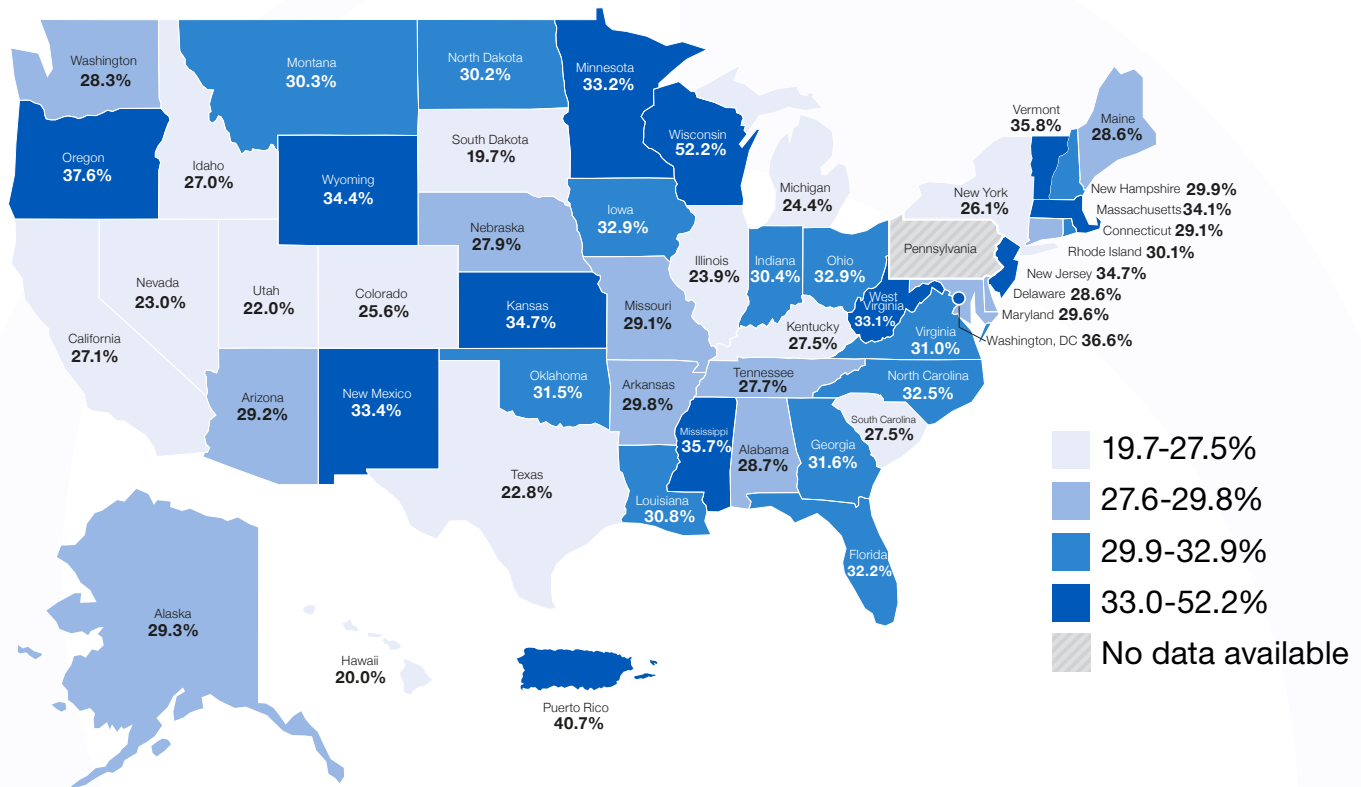 Washington
28.3%
Montana
30.3%
North Dakota
30.2%
Minnesota
33.2%
Vermont
35.8%
Maine
28.6%
Oregon
37.6%
Idaho
27.0%
Wyoming
34.4%
South Dakota
19.7%
Wisconsin
52.2%
Michigan
24.4%
New York
26.1%
New Hampshire 29.9%
Massachusetts 34.1%
Connecticut 29.1%
Rhode Island 30.1%
New Jersey 34.7%
Delaware 28.6%
Maryland 29.6%
Washington, DC 36.6%
Nebraska
27.9%
Iowa
32.9%
Illinois
23.9%
Indiana
30.4%
Ohio
32.9%
Pennsylvania
Nevada
23.0%
Utah
22.0%
Colorado
25.6%
Kansas
34.7%
Missouri
29.1%
Kentucky
27.5%
West
Virginia
33.1%
Virginia
31.0%
California
27.1%
Arizona
29.2%
New Mexico
33.4%
Oklahoma
31.5%
Arkansas
29.8%
Tennessee
27.7%
North Carolina
32.5%
South Carolina
27.5%
Mississippi
35.7%
Alabama
28.7%
Georgia
31.6%
Texas
22.8%
Louisiana
30.8%
Florida
32.2%
Alaska
29.3%
Hawaii
20.0%
Puerto Rico
40.7%
19.7-27.5%
27.6-29.8%
29.9-32.9%
33.0-52.2%
No data available